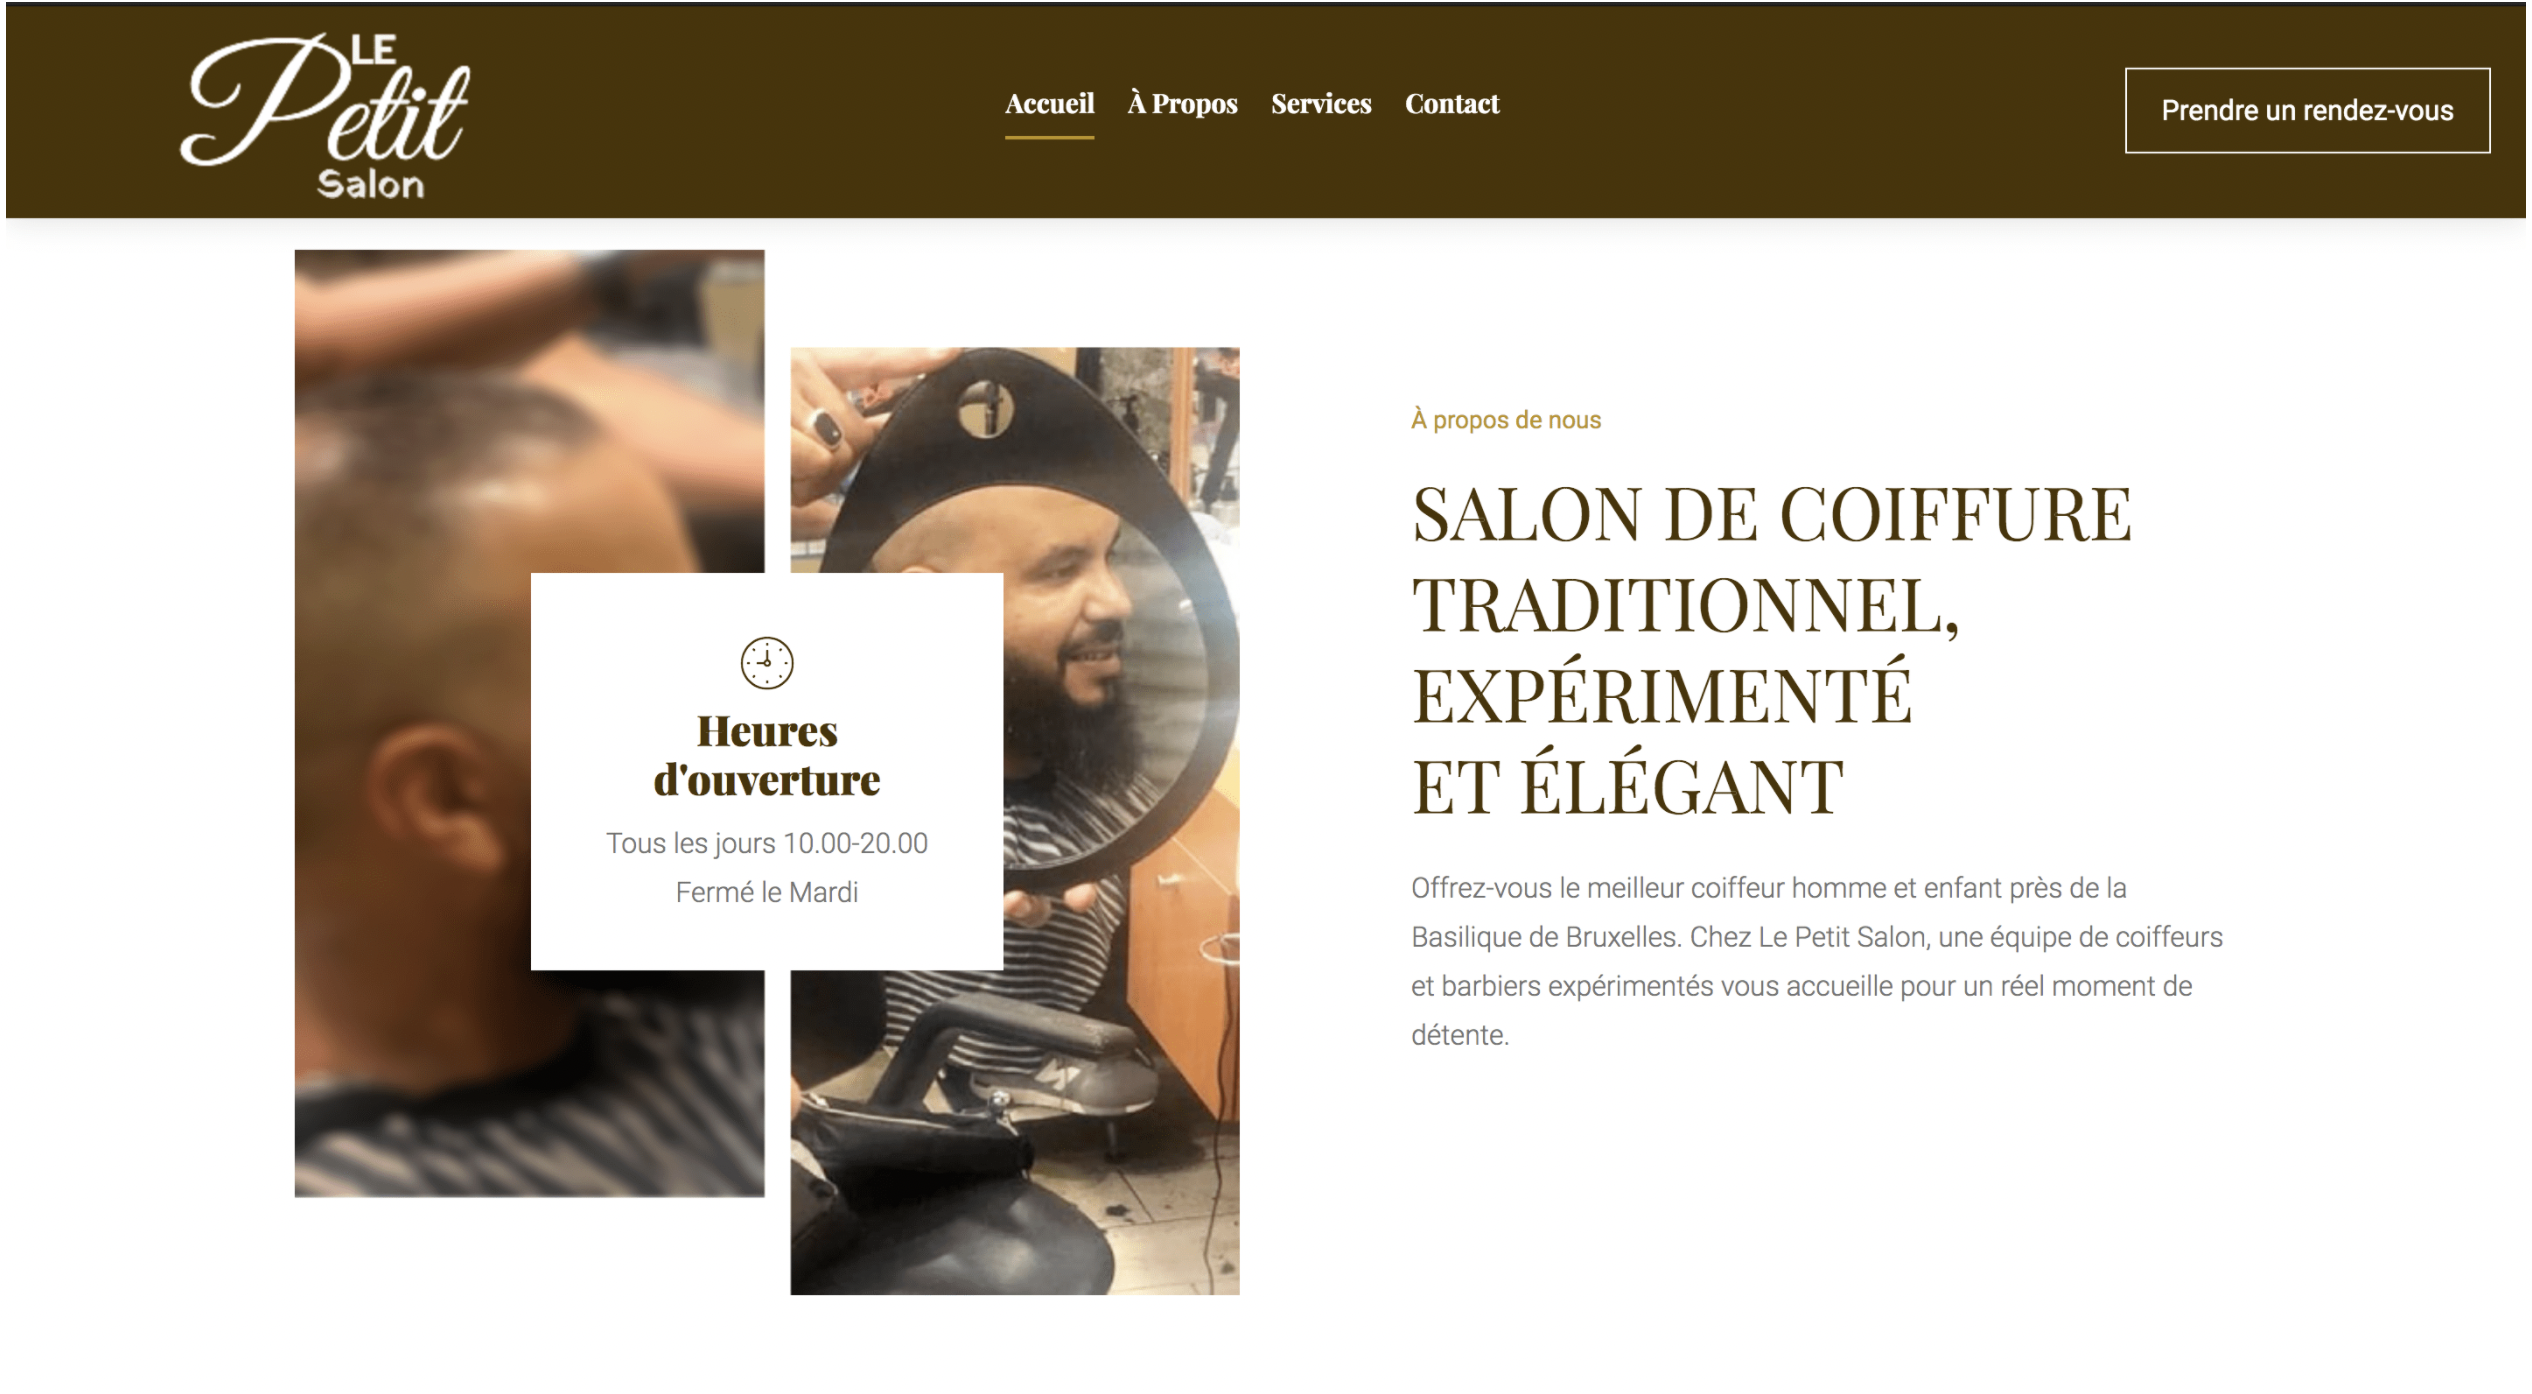 LE
Petit
Salon
Accueil À Propos Services Contact
Prendre un rendez-vous
Heures
d'ouverture
Tous les jours 10.00-20.00
Fermé le Mardi
À propos de nous
SALON DE COIFFURE
TRADITIONNEL,
EXPÉRIMENTÉ
ET ÉLÉGANT
Offrez-vous le meilleur coiffeur homme et enfant près de la
Basilique de Bruxelles. Chez Le Petit Salon, une équipe de coiffeurs
et barbiers expérimentés vous accueille pour un réel moment de
détente.